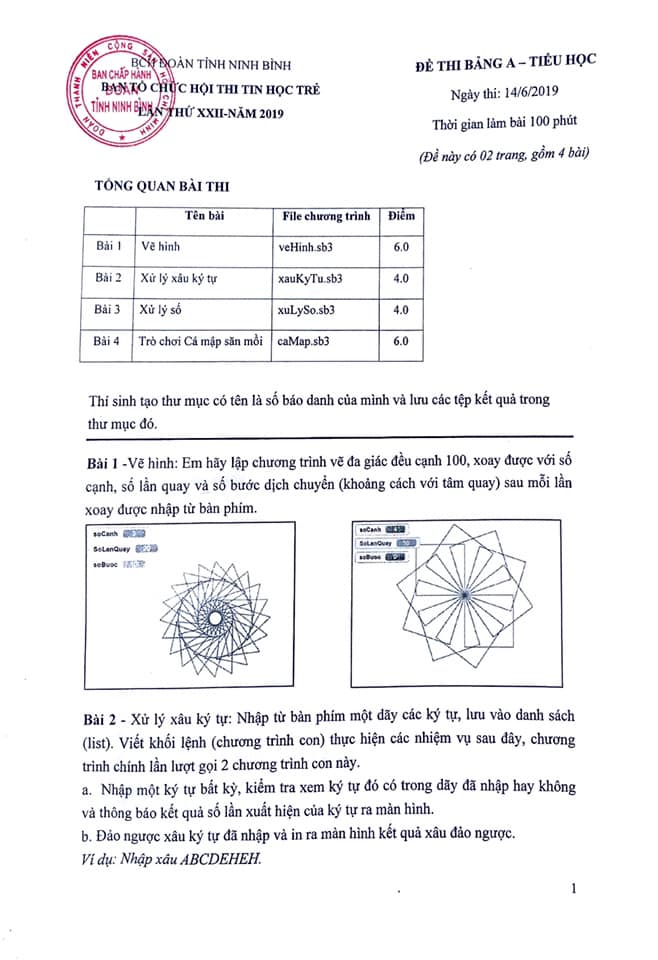 BCH ĐOÀN TỈNH NINH BÌNH
BAN TỔ CHỨC HỘI THI TIN HỌC TRẺ
LẦN THỨ XXII-NĂM 2019
ĐOÀN THANH NIÊN CỘNG SẢN HỒ CHÍ MINH
BAN CHẤP HÀNH
ĐOÀN
TỈNH NINH BÌNH
ĐỀ THI BẢNG A – TIỂU HỌC
Ngày thi: 14/6/2019
Thời gian làm bài 100 phút
(Đề này có 02 trang, gồm 4 bài)
TỔNG QUAN BÀI THI
Tên bài File chương trình Điểm
Bài 1 Vẽ hình veHinh.sb3 6.0
Bài 2 Xử lý xâu ký tự xauKyTu.sb3 4.0
Bài 3 Xử lý số xuLySo.sb3 4.0
Bài 4 Trò chơi Cá mập săn mồi caMap.sb3 6.0
Thí sinh tạo thư mục có tên là số báo danh của mình và lưu các tệp kết quả trong
thư mục đó.
Bài 1 -Vẽ hình: Em hãy lập chương trình vẽ đa giác đều cạnh 100, xoay được với số
cạnh, số lần quay và số bước dịch chuyển (khoảng cách với tâm quay) sau mỗi lần
xoay được nhập từ bàn phím.
soCanh
SoLanQuay
soBuoc
soCanh
SoLanQuay
soBuoc
Bài 2 - Xử lý xâu ký tự: Nhập từ bàn phím một dãy các ký tự, lưu vào danh sách
(list). Viết khối lệnh (chương trình con) thực hiện các nhiệm vụ sau đây, chương
trình chính lần lượt gọi 2 chương trình con này.
a. Nhập một ký tự bất kỳ, kiểm tra xem ký tự đó có trong dãy đã nhập hay không
và thông báo kết quả số lần xuất hiện của ký tự ra màn hình.
b. Đảo ngược xâu ký tự đã nhập và in ra màn hình kết quả xâu đảo ngược.
Ví dụ: Nhập xâu ABCDEHEH.
1